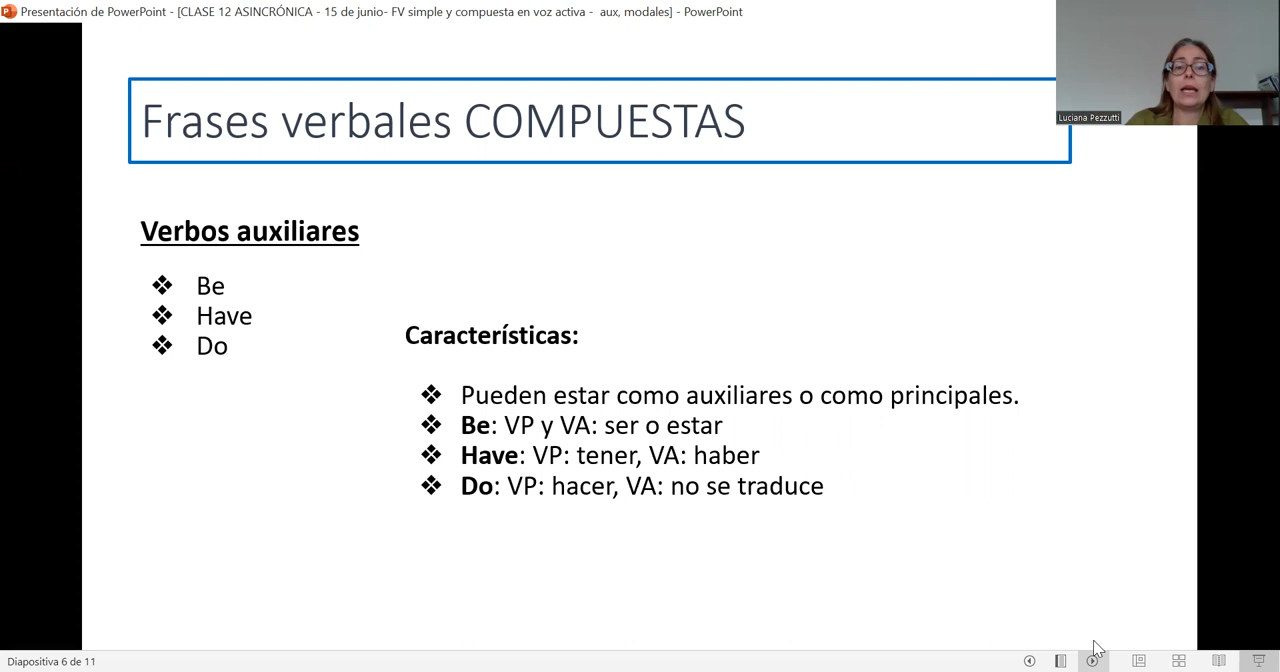 Presentación de PowerPoint - [CLASE 12 ASINCRÓNICA - 15 de junio- FV simple y compuesta en voz activa - aux, modales] - PowerPoint
Luciana Pezzutti
Frases verbales COMPUESTAS
Verbos auxiliares
❖ Be
❖ Have
❖ Do
Características:
❖ Pueden estar como auxiliares o como principales.
❖ Be: VP y VA: ser o estar
❖ Have: VP: tener, VA: haber
❖ Do: VP: hacer, VA: no se traduce
Diapositiva 6 de 11